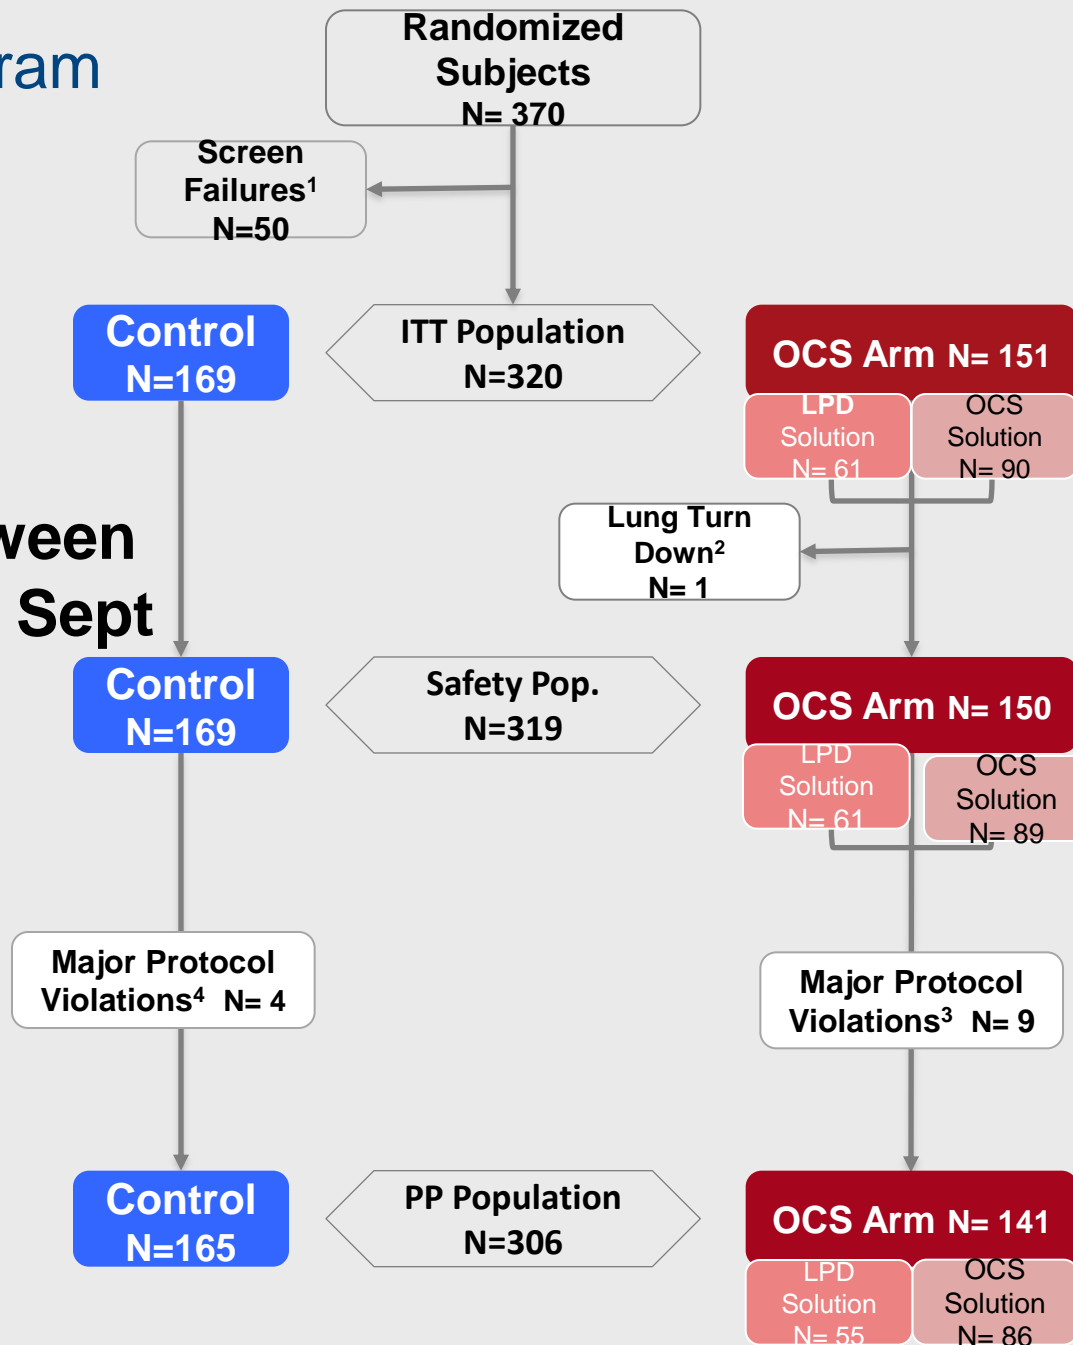 ram
Randomized
Subjects
N= 370
Screen
Failures¹
N=50
Control
N=169
ITT Population
N=320
OCS Arm N= 151
LPD
Solution
N= 61
OCS
Solution
N= 90
ween
Sept
Lung Turn
Down²
N= 1
Control
N=169
Safety Pop.
N=319
OCS Arm N= 150
LPD
Solution
N= 61
OCS
Solution
N= 89
Major Protocol
Violations⁴ N= 4
Major Protocol
Violations³ N= 9
Control
N=165
PP Population
N=306
OCS Arm N= 141
LPD
Solution
N= 55
OCS
Solution
N= 86